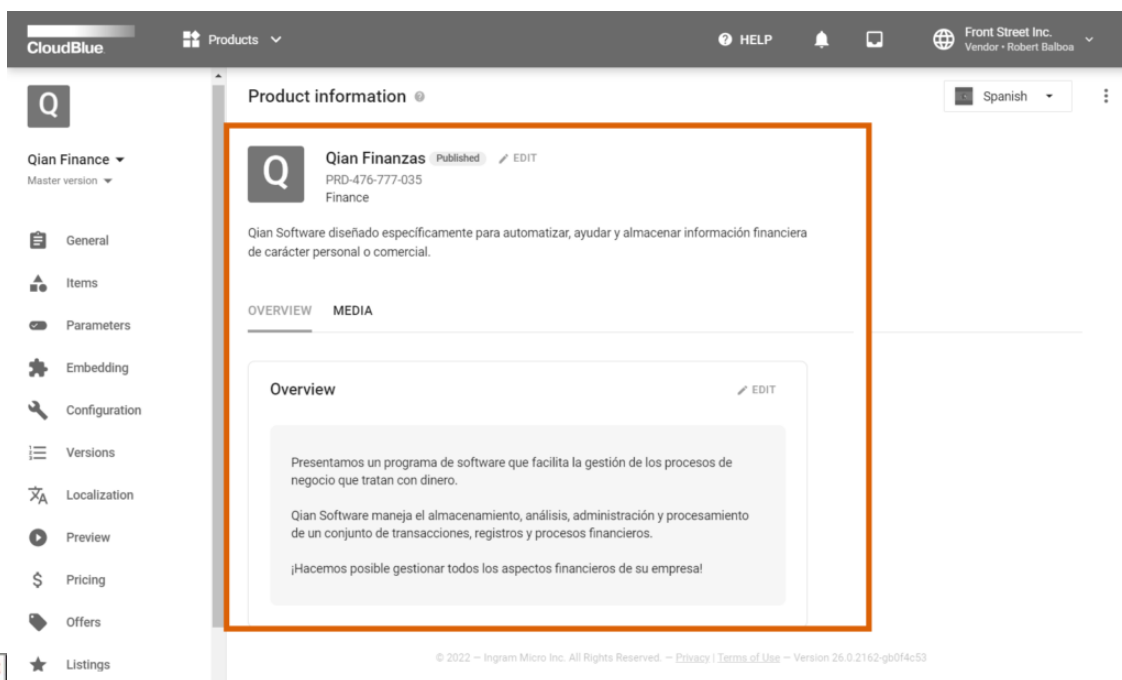 CloudBlue
Products
HELP
Front Street Inc.
Vendor • Robert Balboa
Q
Qian Finance
Master version
General
Items
Parameters
Embedding
Configuration
Versions
Localization
Preview
Pricing
Offers
Listings
Product information
Spanish
Q
Qian Finanzas Published EDIT
PRD-476-777-035
Finance
Qian Software diseñado específicamente para automatizar, ayudar y almacenar información financiera
de carácter personal o comercial.
OVERVIEW MEDIA
Overview EDIT
Presentamos un programa de software que facilita la gestión de los procesos de
negocio que tratan con dinero.
Qian Software maneja el almacenamiento, análisis, administración y procesamiento
de un conjunto de transacciones, registros y procesos financieros.
¡Hacemos posible gestionar todos los aspectos financieros de su empresa!
© 2022 – Ingram Micro Inc. All Rights Reserved. – Privacy | Terms of Use – Version 26.0.2162-gb0f4c53